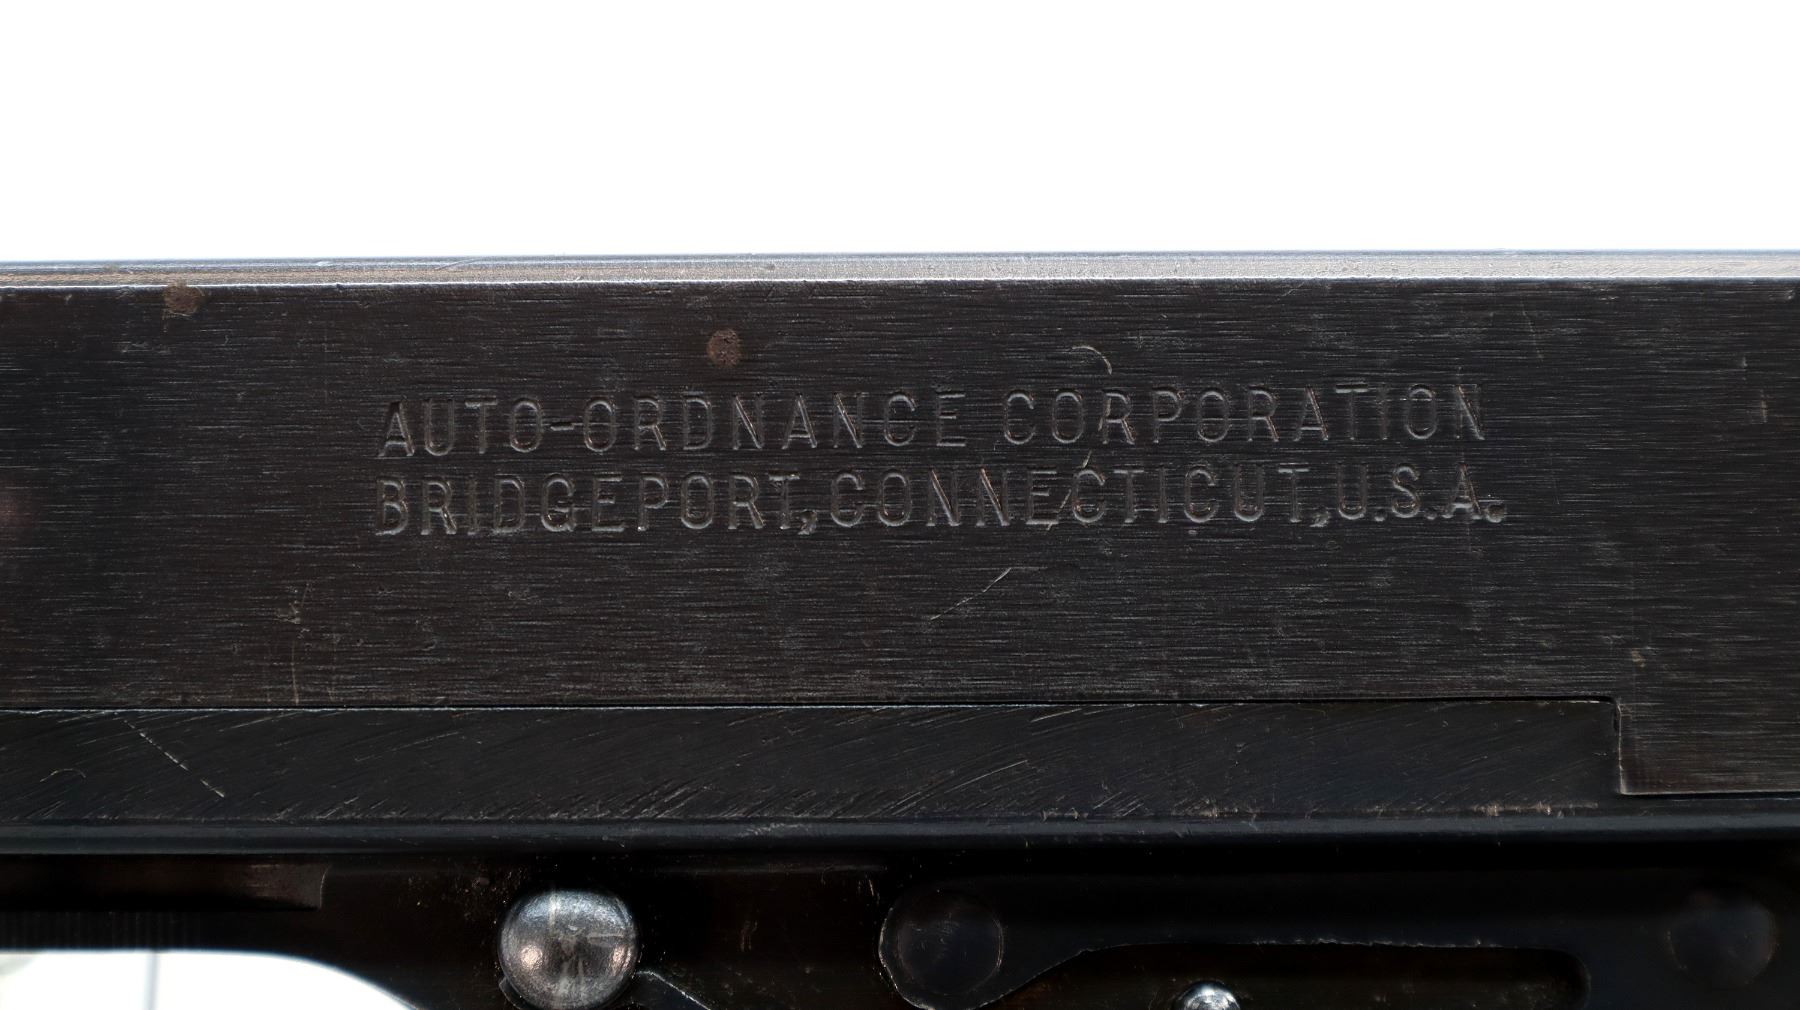 AUTO-ORDNANCE CORPORATION
BRIDGEPORT, CONNECTICUT, U.S.A.